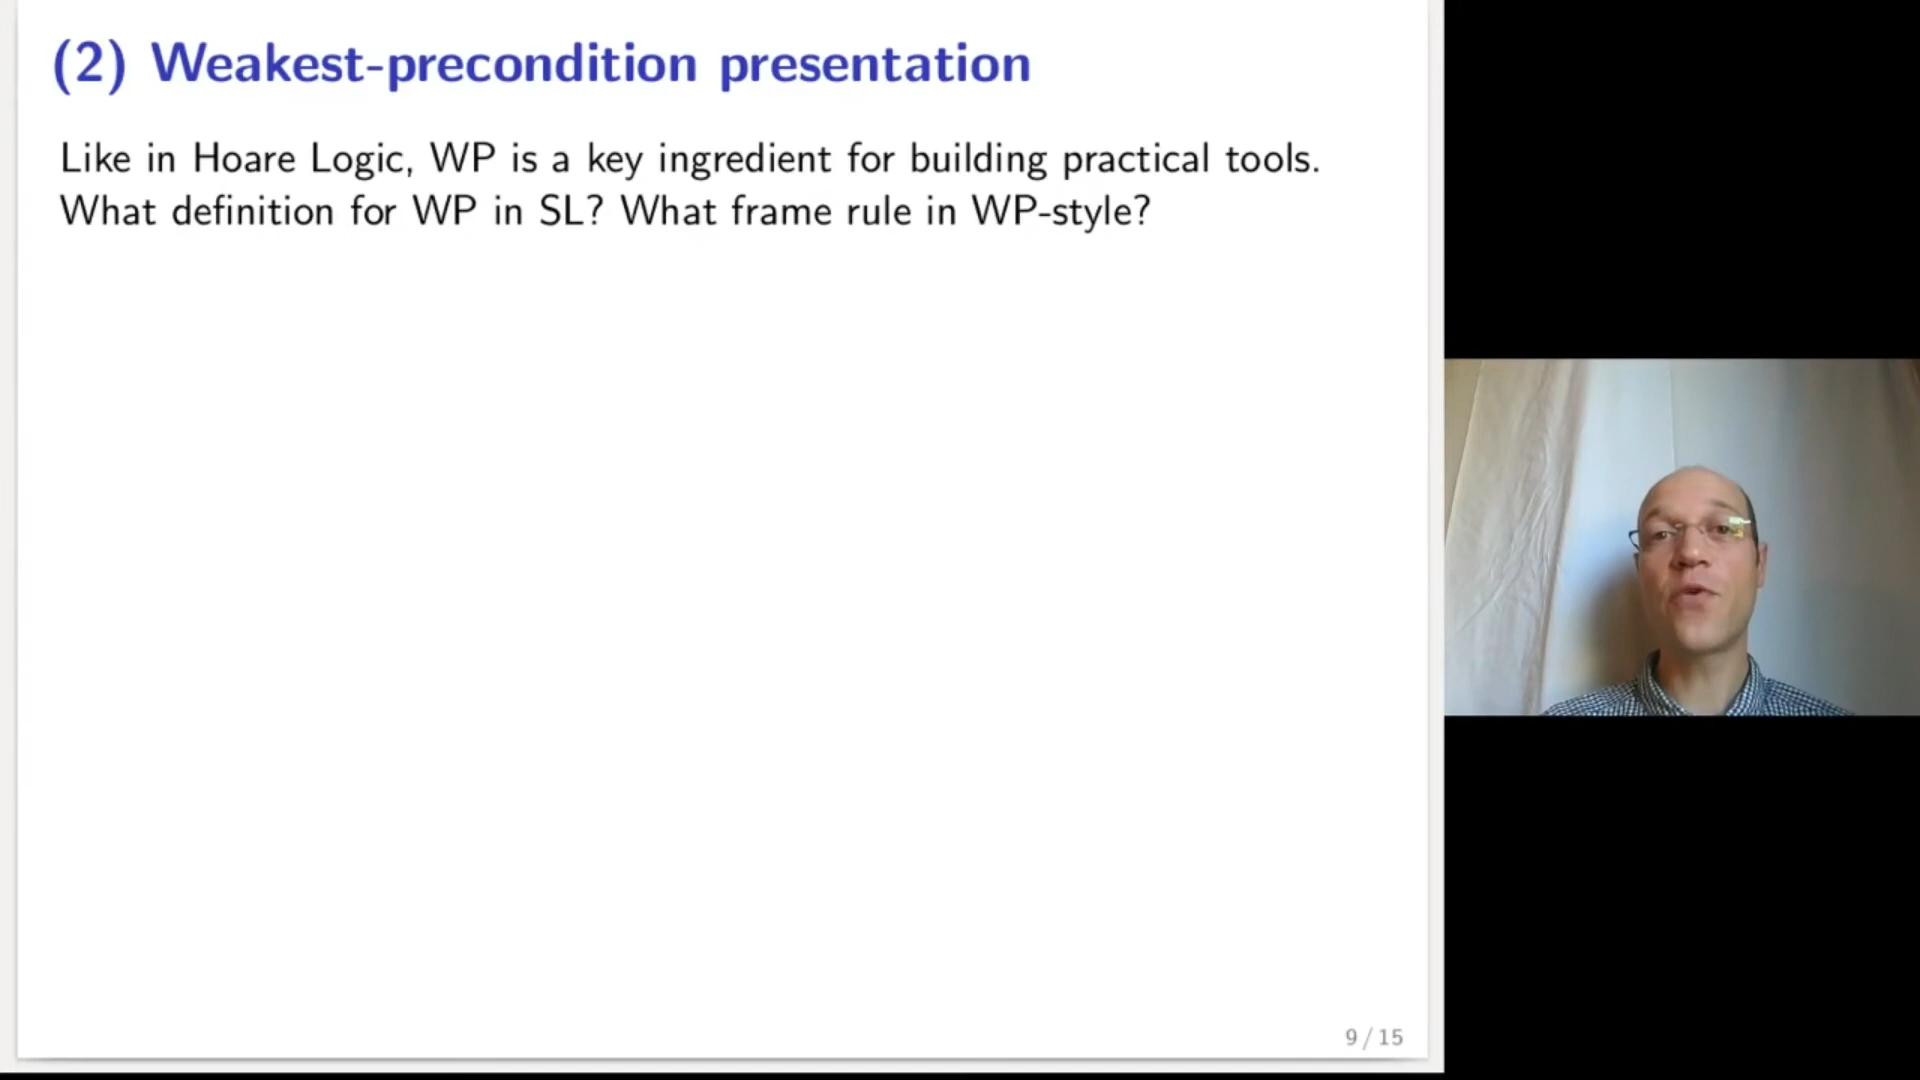 (2) Weakest-precondition presentation
Like in Hoare Logic, WP is a key ingredient for building practical tools.
What definition for WP in SL? What frame rule in WP-style?
9 / 15